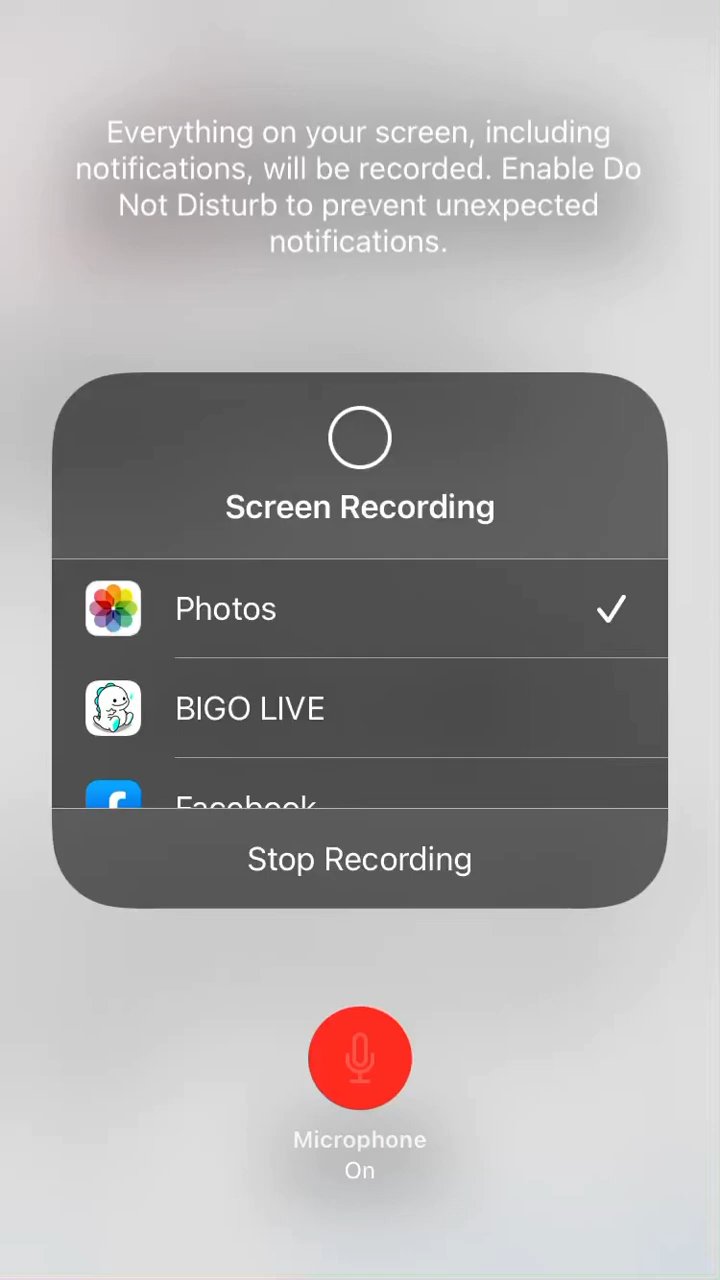 Everything on your screen, including
notifications, will be recorded. Enable Do
Not Disturb to prevent unexpected
notifications.
Screen Recording
Photos
BIGO LIVE
Facebook
Stop Recording
Microphone
On